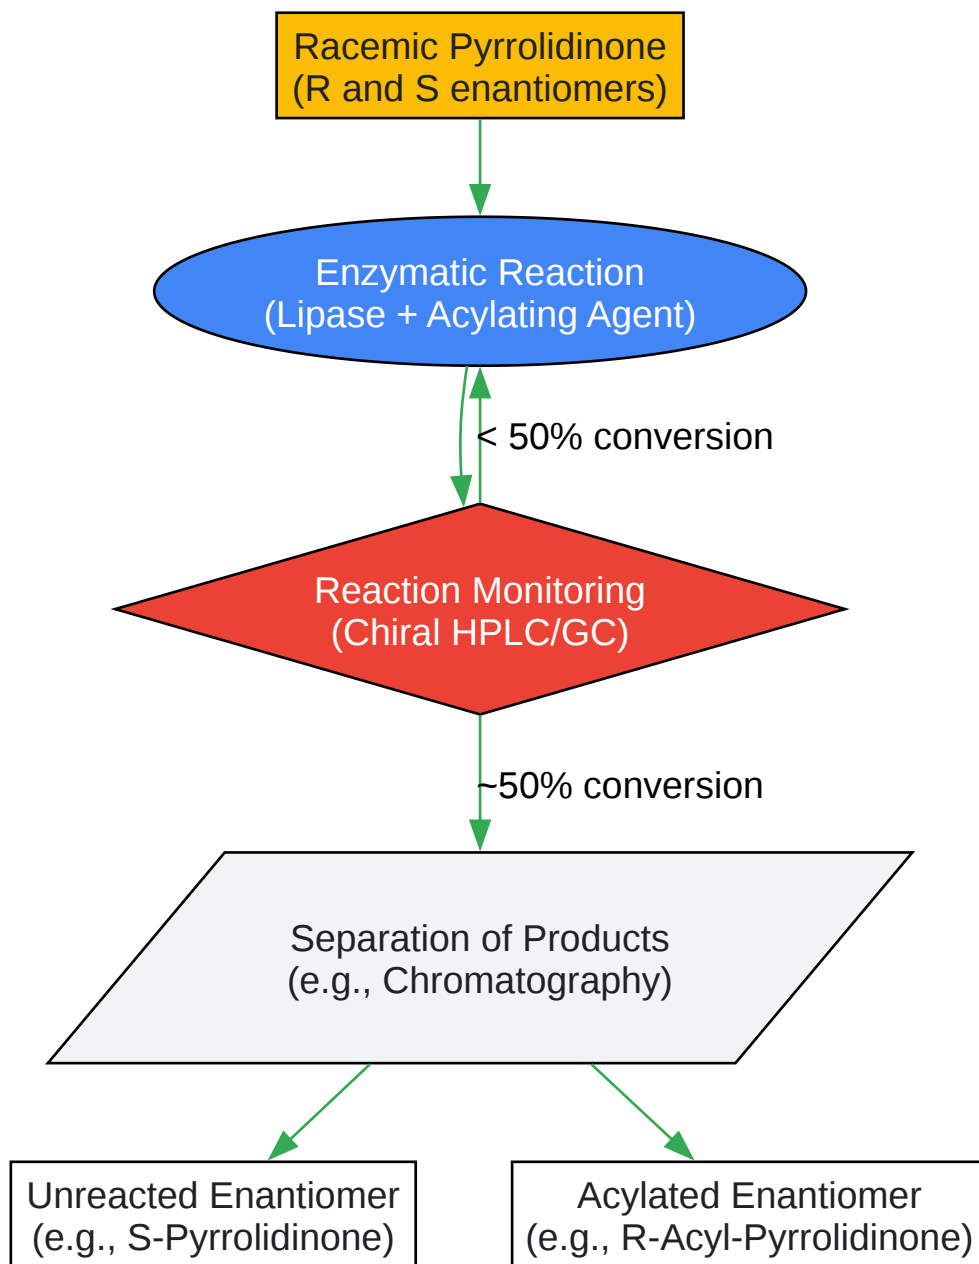 Racemic Pyrrolidinone
(R and S enantiomers)
Enzymatic Reaction
(Lipase + Acylating Agent)
< 50% conversion
Reaction Monitoring
(Chiral HPLC/GC)
~50% conversion
Separation of Products
(e.g., Chromatography)
Unreacted Enantiomer
(e.g., S-Pyrrolidinone)
Acylated Enantiomer
(e.g., R-Acyl-Pyrrolidinone)